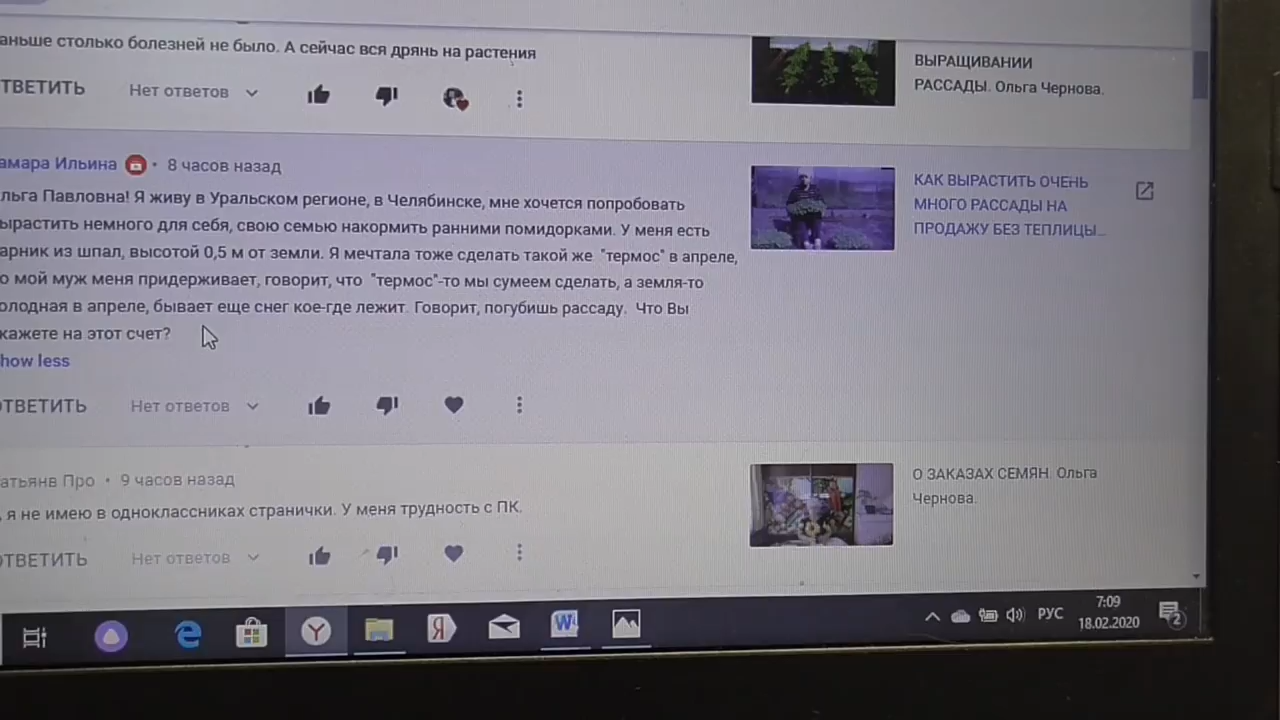 аньше столько болезней не было. А сейчас вся дрянь на растения
ТВЕТИТЬ Нет ответов
ВЫРАЩИВАНИИ
РАССАДЫ. Ольга Чернова.
амара Ильина • 8 часов назад
льга Павловна! Я живу в Уральском регионе, в Челябинске, мне хочется попробовать
ырастить немного для себя, свою семью накормить ранними помидорками. У меня есть
арник из шпал, высотой 0,5 м от земли. Я мечтала тоже сделать такой же "термос" в апреле,
о мой муж меня придерживает, говорит, что "термос"-то мы сумеем сделать, а земля-то
олодная в апреле, бывает еще снег кое-где лежит. Говорит, погубишь рассаду. Что Вы
кажете на этот счет?
how less
ОТВЕТИТЬ Нет ответов
КАК ВЫРАСТИТЬ ОЧЕНЬ
МНОГО РАССАДЫ НА
ПРОДАЖУ БЕЗ ТЕПЛИЦЫ...
атьянв Про • 9 часов назад
, я не имею в одноклассниках странички. У меня трудность с ПК.
ОТВЕТИТЬ Нет ответов
О ЗАКАЗАХ СЕМЯН. Ольга
Чернова.
РУС
7:09
18.02.2020
2